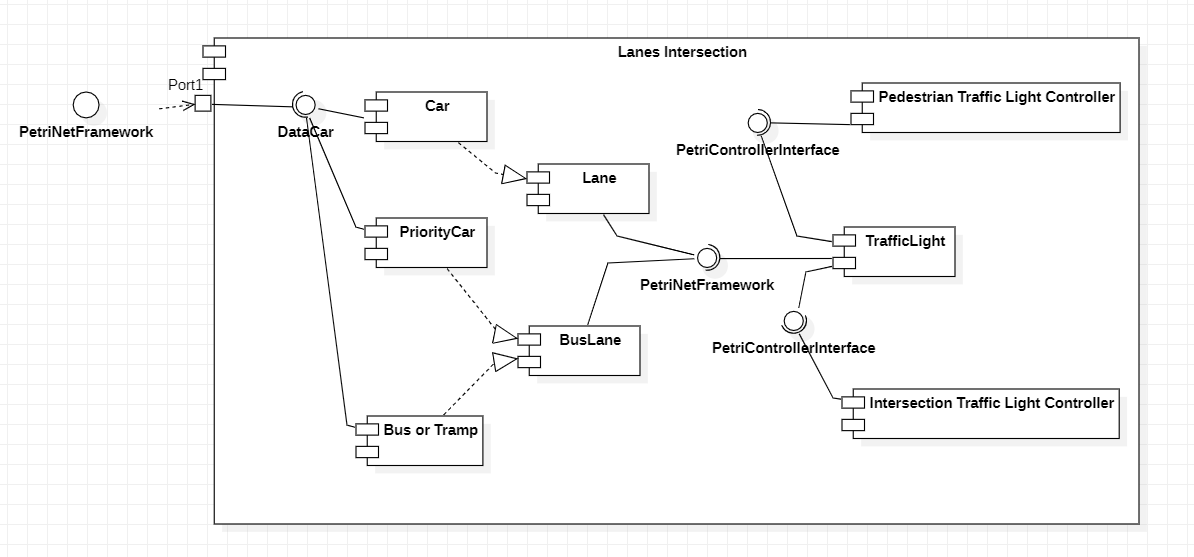 Lanes Intersection
Port1
PetriNetFramework
DataCar
Car
Pedestrian Traffic Light Controller
PetriControllerInterface
Lane
PriorityCar
TrafficLight
PetriNetFramework
BusLane
PetriControllerInterface
Bus or Tramp
Intersection Traffic Light Controller